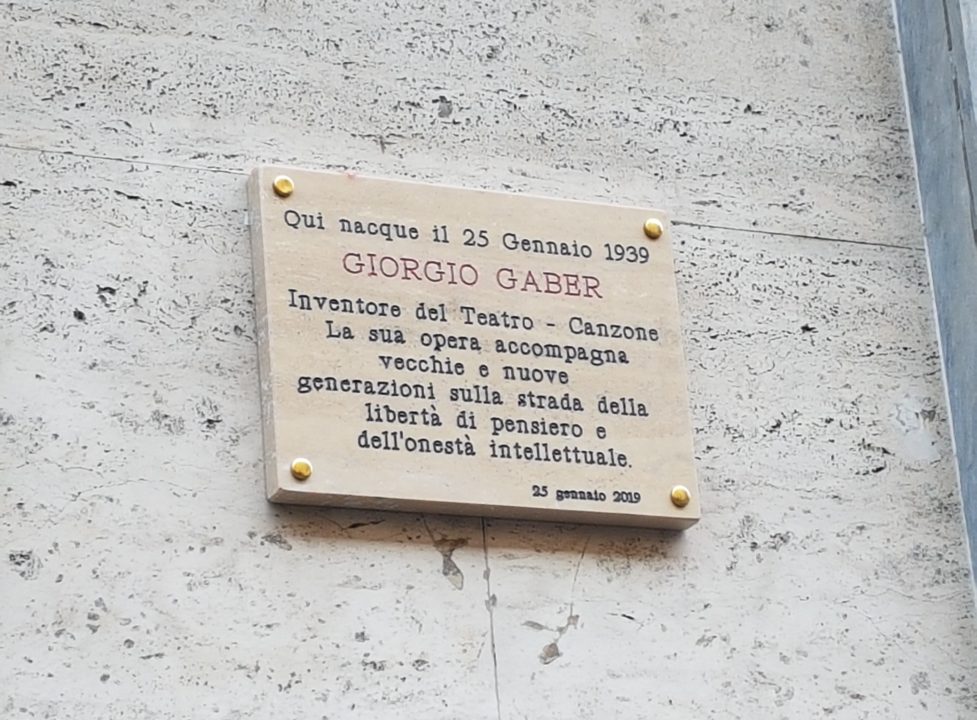 Qui nacque il 25 Gennaio 1939
GIORGIO GABER
Inventore del Teatro - Canzone
La sua opera accompagna
vecchie e nuove
generazioni sulla strada della
libertà di pensiero e
dell'onestà intellettuale.
25 gennaio 2019